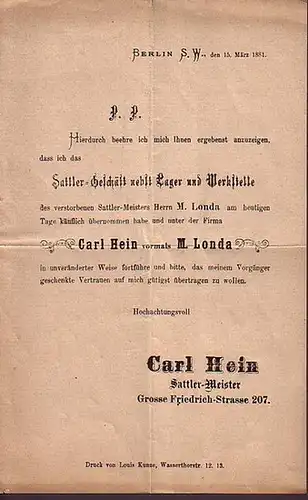 Berlin S. W., den 15. März 1881.
P. P.
Hierdurch beehre ich mich Ihnen ergebenst anzuzeigen,
dass ich das
Sattler-Geschäft nebst Lager und Werkstelle
des verstorbenen Sattler-Meisters Herrn M. Londa am heutigen
Tage käuflich übernommen habe und unter der Firma
Carl Hein vormals M. Londa
in unveränderter Weise fortführe und bitte, das meinem Vorgänger
geschenkte Vertrauen auf mich gütigst übertragen zu wollen.
Hochachtungsvoll
Carl Hein
Sattler-Meister
Grosse Friedrich-Strasse 207.
Druck von Louis Kunne, Wasserthorstr. 12. 13.